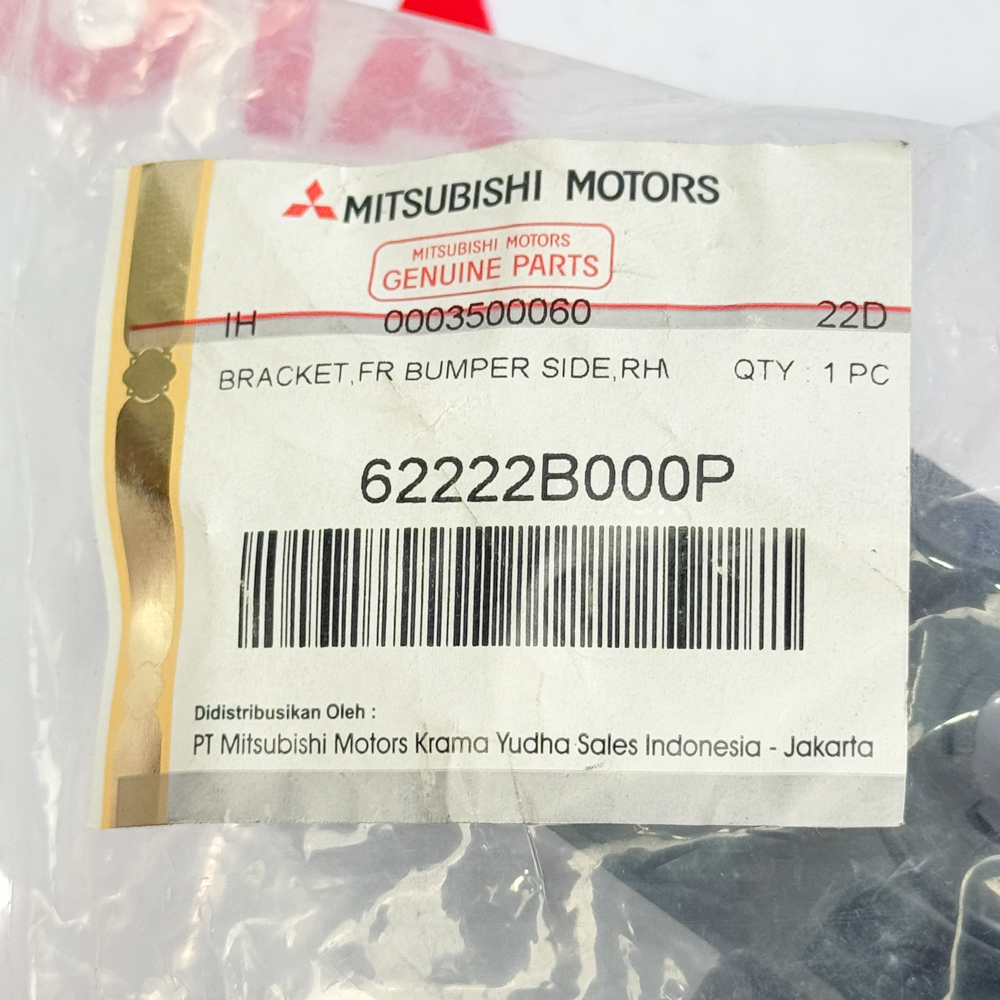 MITSUBISHI MOTORS
MITSUBISHI MOTORS
GENUINE PARTS
IH 0003500060 22D
BRACKET,FR BUMPER SIDE,RH\ QTY : 1 PC
62222B000P
Didistribusikan Oleh :
PT Mitsubishi Motors Krama Yudha Sales Indonesia - Jakarta